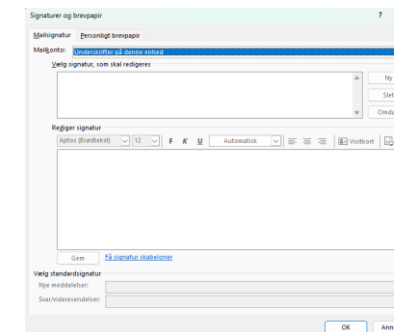 Signaturer og brevpapir ?
Mailsignatur Personligt brevpapir
Mailkonto: Underskrifter på denne enhed
Vælg signatur, som skal redigeres
Ny
Slet
Omdø
Rediger signatur
Aptos (Brødtekst) 12 F K U Automatisk Visitkort
Gem Få signatur skabeloner
Vælg standardsignatur
Nye meddelelser:
Svar/videresendelser:
OK Ann